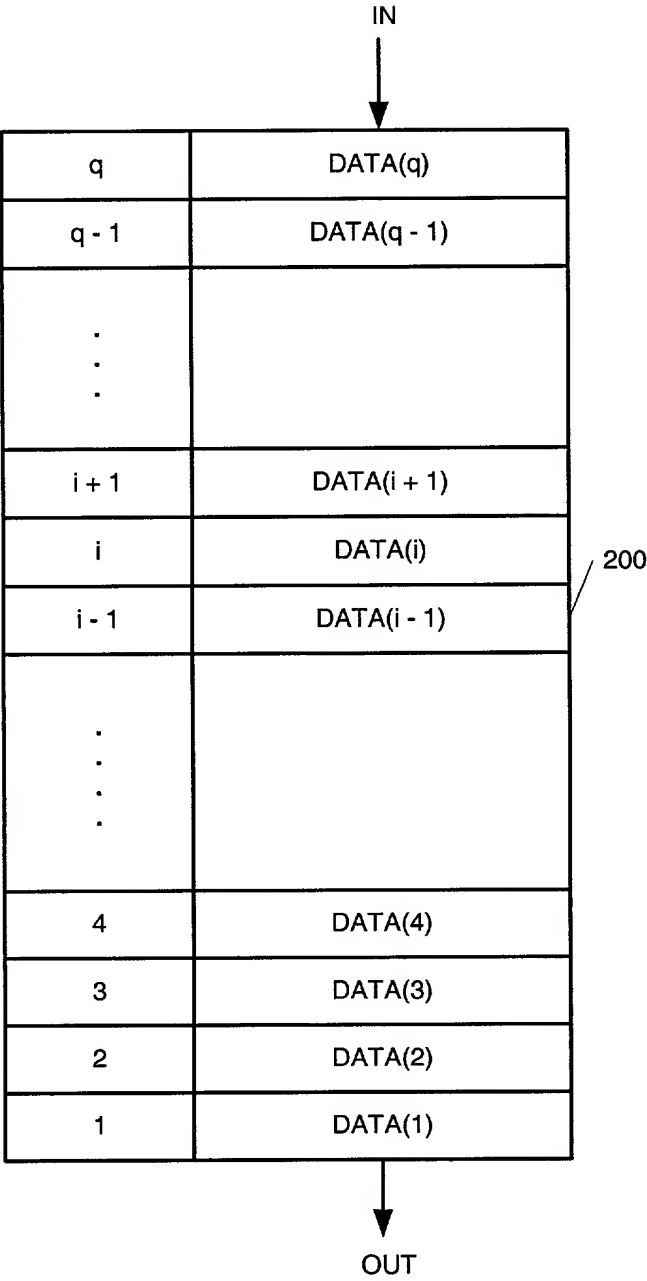 IN
q DATA(q)
q - 1 DATA(q - 1)
.
.
.
i + 1 DATA(i + 1)
i DATA(i)
200
i - 1 DATA(i - 1)
.
.
.
.
4 DATA(4)
3 DATA(3)
2 DATA(2)
1 DATA(1)
OUT